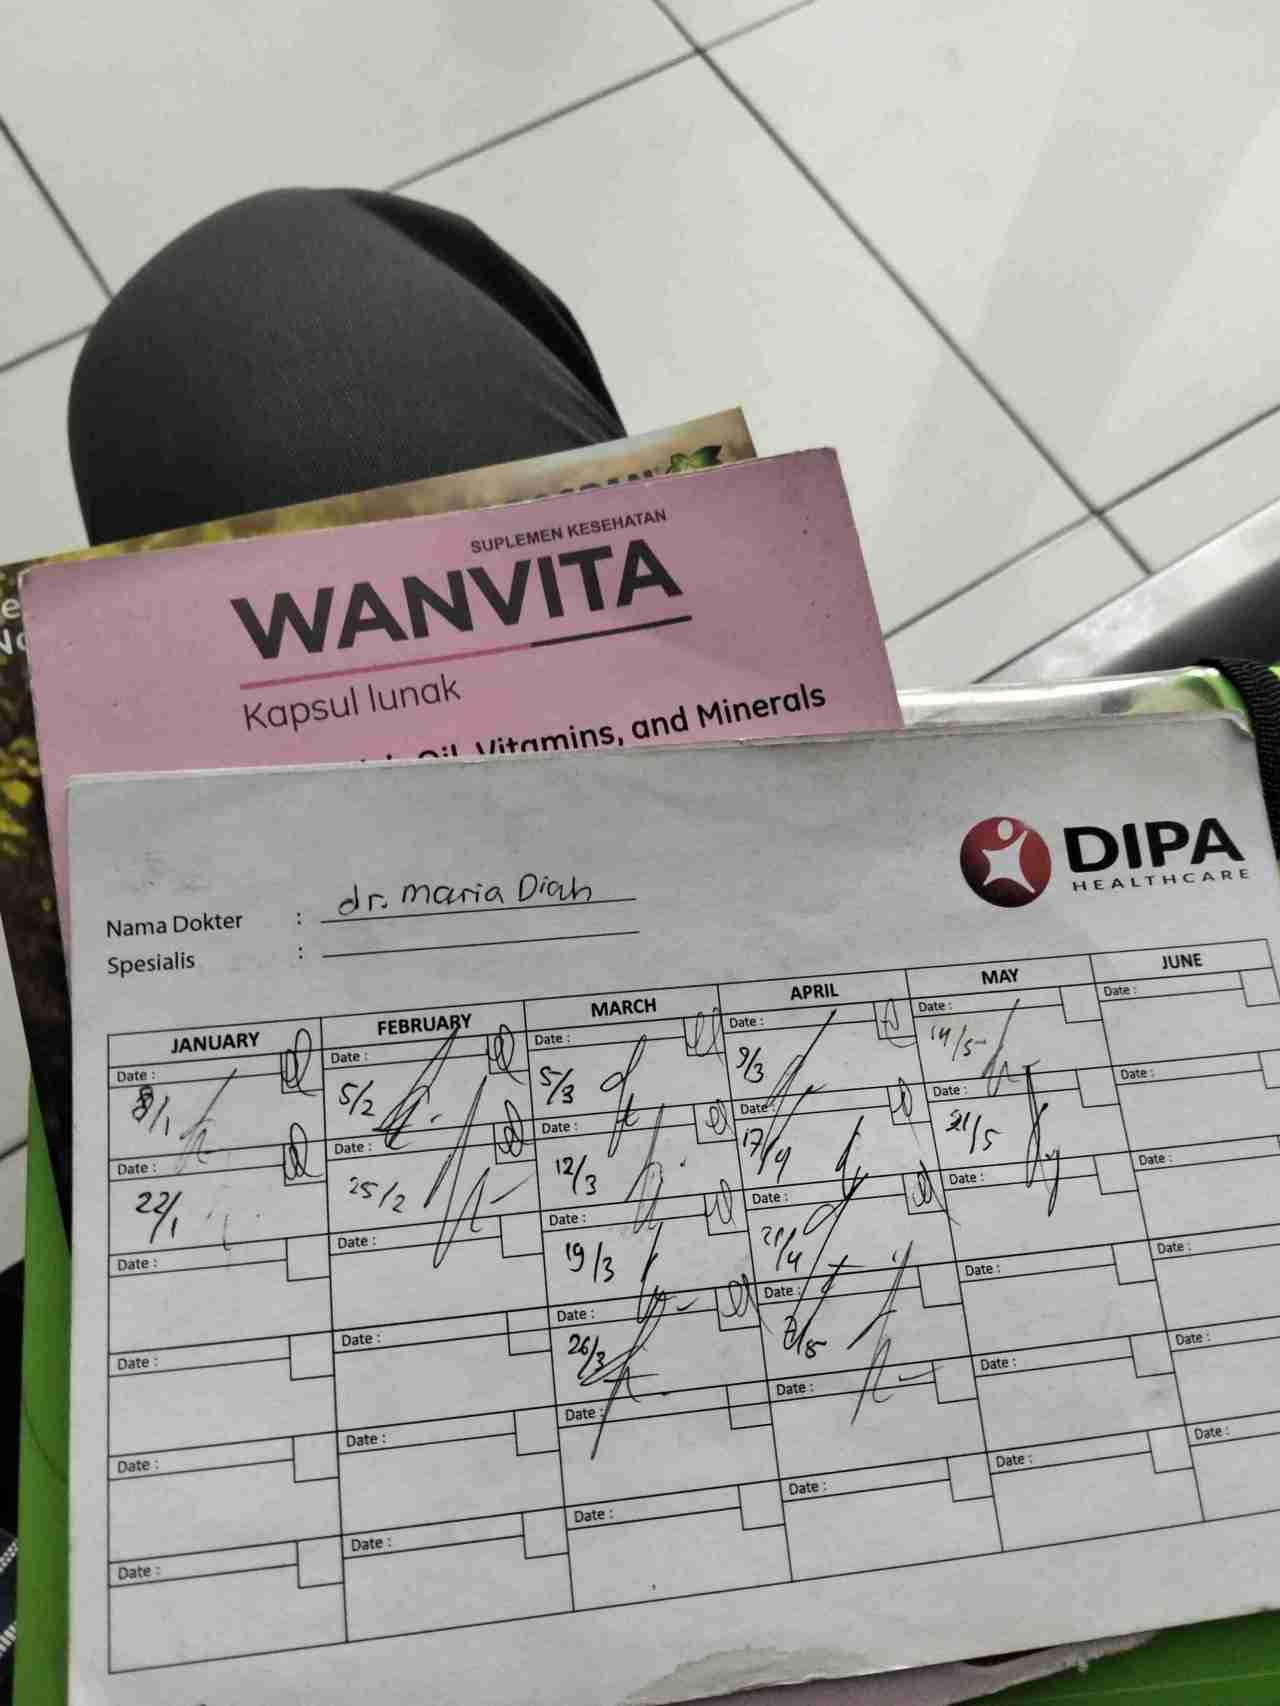 SUPLEMEN KESEHATAN
WANVITA
Kapsul lunak
Oil, Vitamins, and Minerals
DIPA
HEALTHCARE
Nama Dokter : dr. Maria Diah
Spesialis :
JANUARY FEBRUARY MARCH APRIL MAY JUNE
Date : Date : Date : Date : Date : Date :
8/1 5/2 5/3 9/3 14/5
Date : Date : Date : Date : Date : Date :
22/1 25/2 12/3 17/4 21/5
Date : Date : Date : Date : Date : Date :
19/3 21/4
Date : Date : Date : Date : Date : Date :
26/3
Date : Date : Date : Date : Date : Date :
Date : Date : Date : Date : Date : Date :